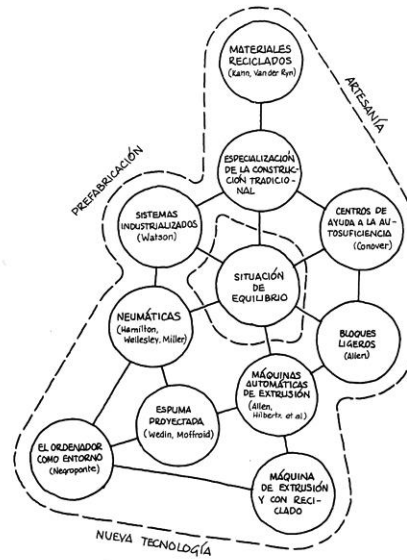 MATERIALES
RECICLADOS
(Kahn, Van der Ryn)
ARTESANÍA
ESPECIALIZACIÓN
DE LA CONSTRUC-
CIÓN TRADICIO-
NAL
PREFABRICACIÓN
SISTEMAS
INDUSTRIALIZADOS
(Watson)
CENTROS DE
AYUDA A LA AU-
TOSUFICIENCIA
(Conover)
SITUACIÓN
DE
EQUILIBRIO
NEUMÁTICAS
(Hamilton,
Wellesley, Miller)
BLOQUES
LIGEROS
(Allen)
MÁQUINAS
AUTOMÁTICAS
DE EXTRUSIÓN
(Allen,
Hilbertz, et al)
ESPUMA
PROYECTADA
(Wedin, Moffroid)
EL ORDENADOR
COMO ENTORNO
(Negroponte)
MÁQUINA
DE EXTRUSIÓN
Y CON RECI-
CLADO
NUEVA TECNOLOGÍA